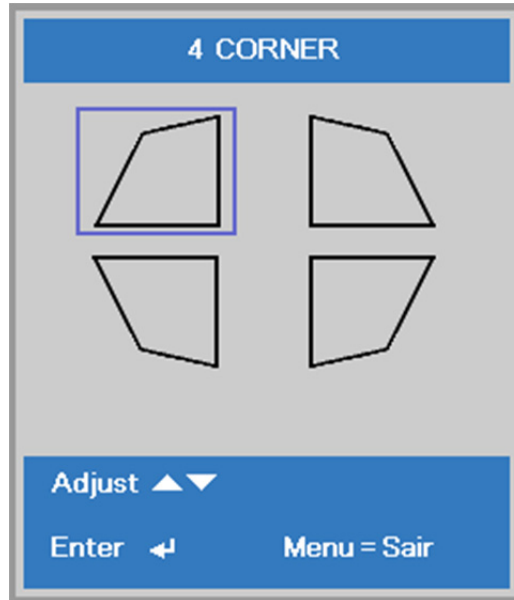 4 CORNER
Adjust ▲▼
Enter ↵
Menu = Sair